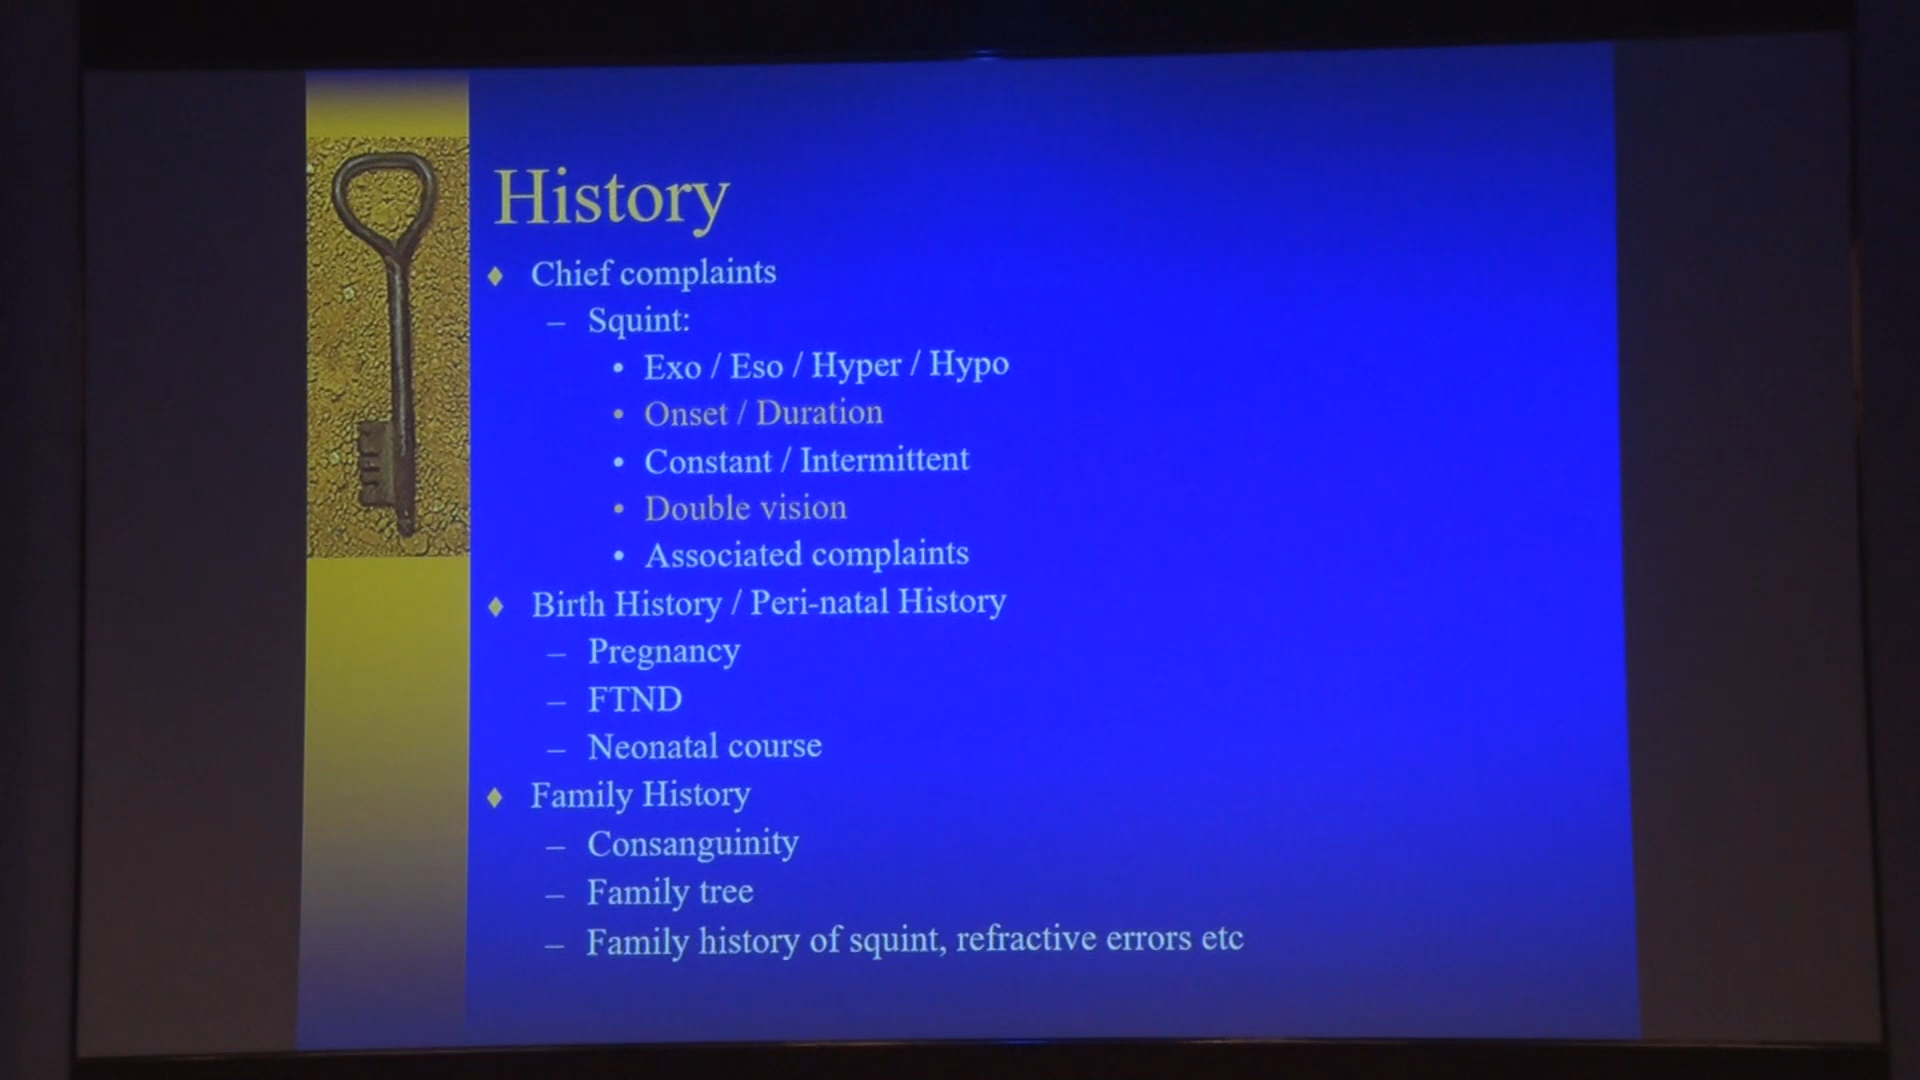 History
♦ Chief complaints
– Squint:
• Exo / Eso / Hyper / Hypo
• Onset / Duration
• Constant / Intermittent
• Double vision
• Associated complaints
♦ Birth History / Peri-natal History
– Pregnancy
– FTND
– Neonatal course
♦ Family History
– Consanguinity
– Family tree
– Family history of squint, refractive errors etc